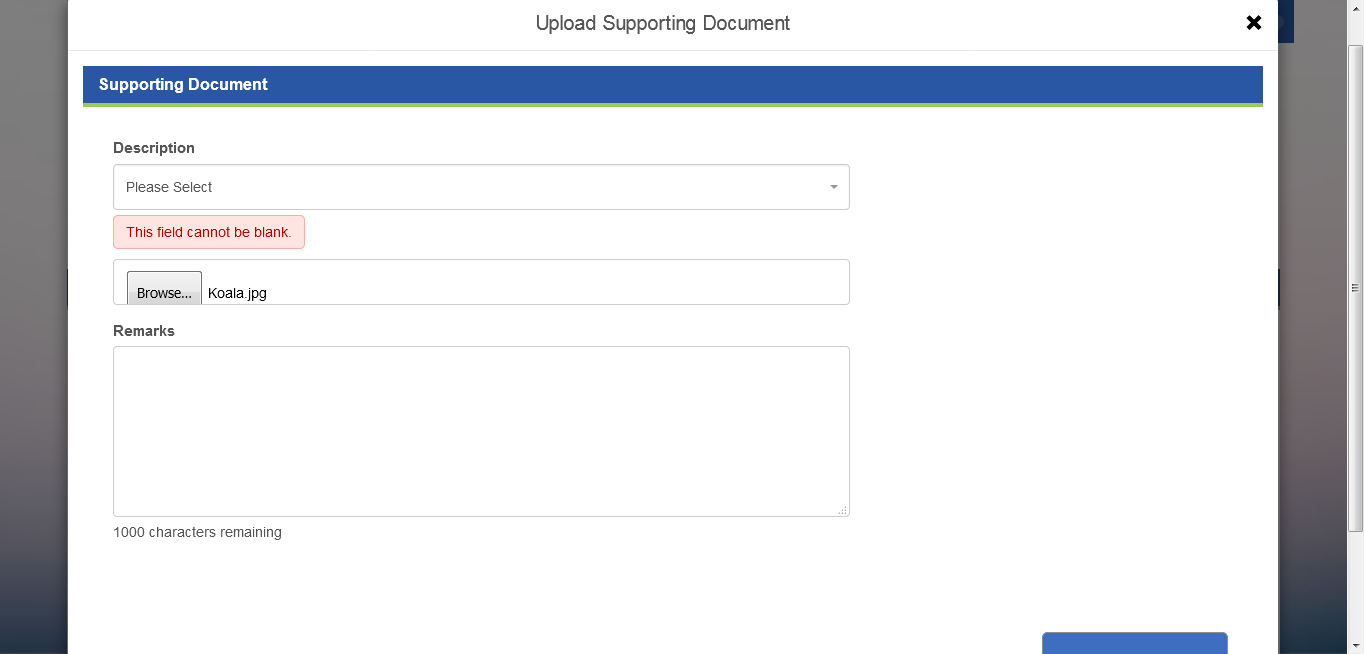 Upload Supporting Document
Supporting Document
Description
Please Select
This field cannot be blank.
Browse... Koala.jpg
Remarks
1000 characters remaining